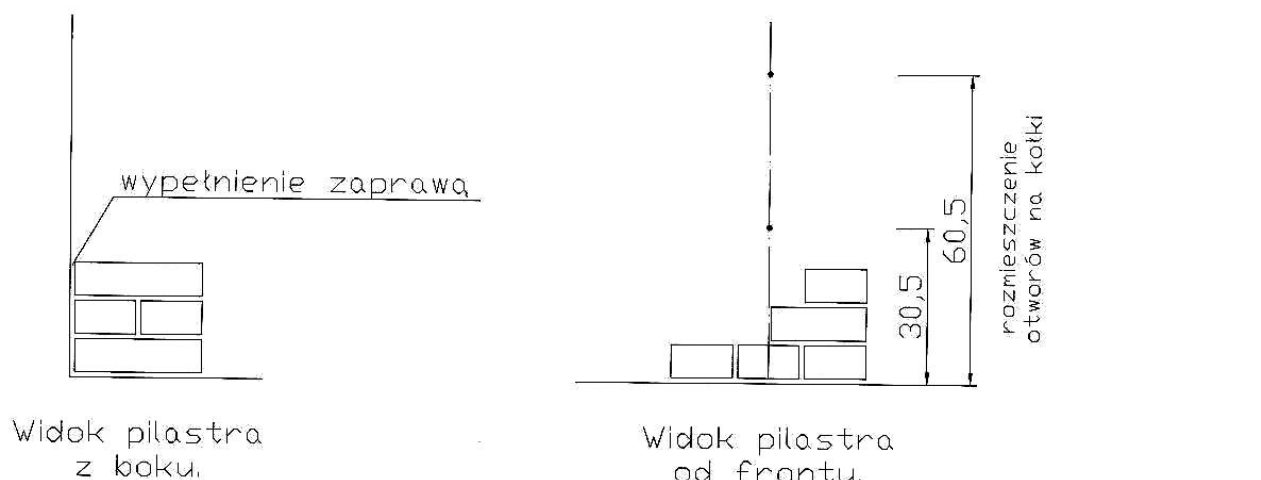 wypełnienie zaprawą
Widok pilastra
z boku.
60,5
30,5
rozmieszczenie
otworów na kołki
Widok pilastra
od frontu.